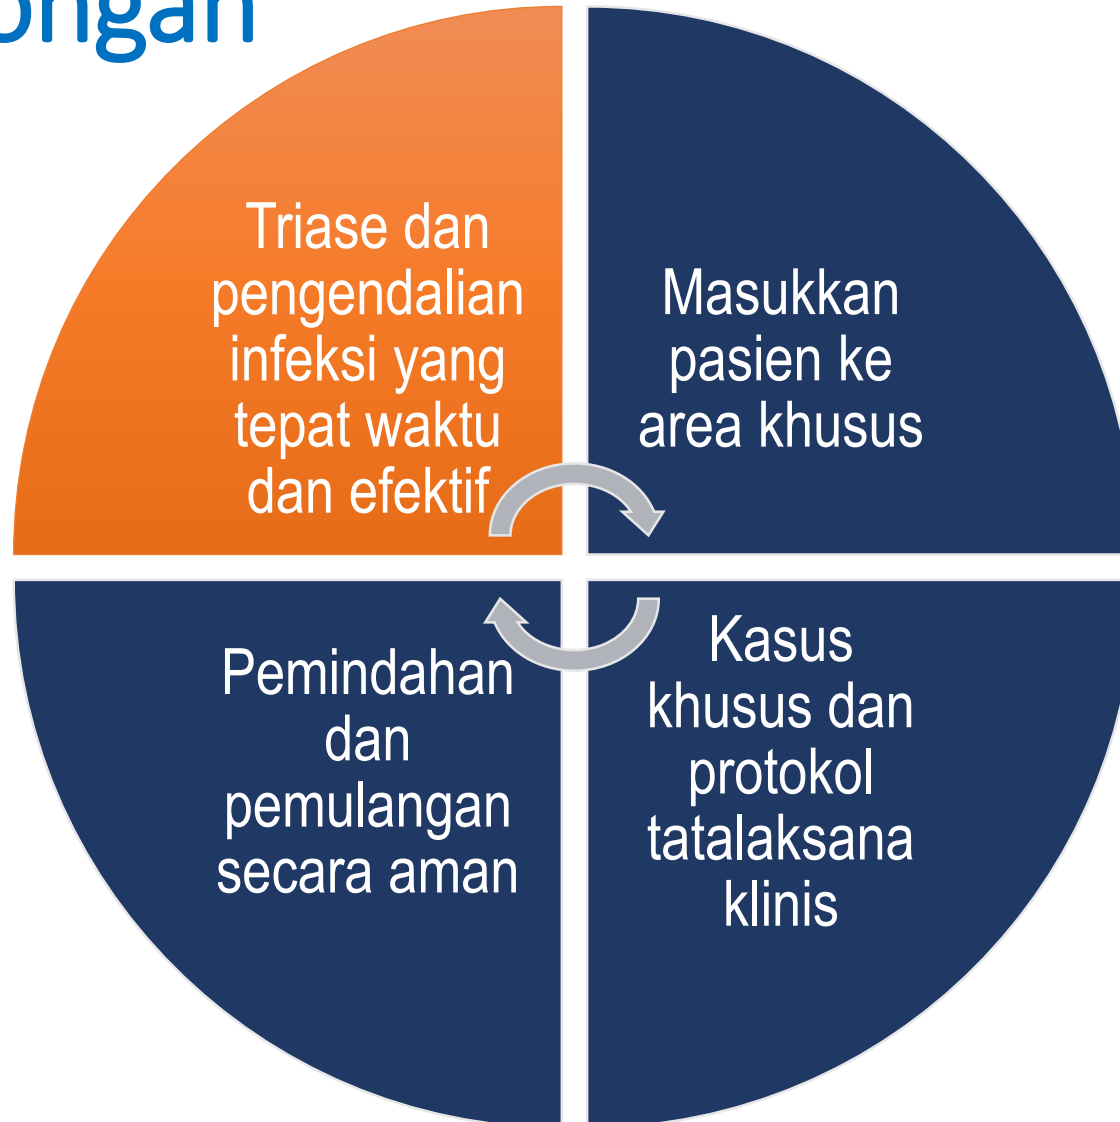 Triase dan
pengendalian
infeksi yang
tepat waktu
dan efektif
Masukkan
pasien ke
area khusus
Kasus
khusus dan
protokol
tatalaksana
klinis
Pemindahan
dan
pemulangan
secara aman